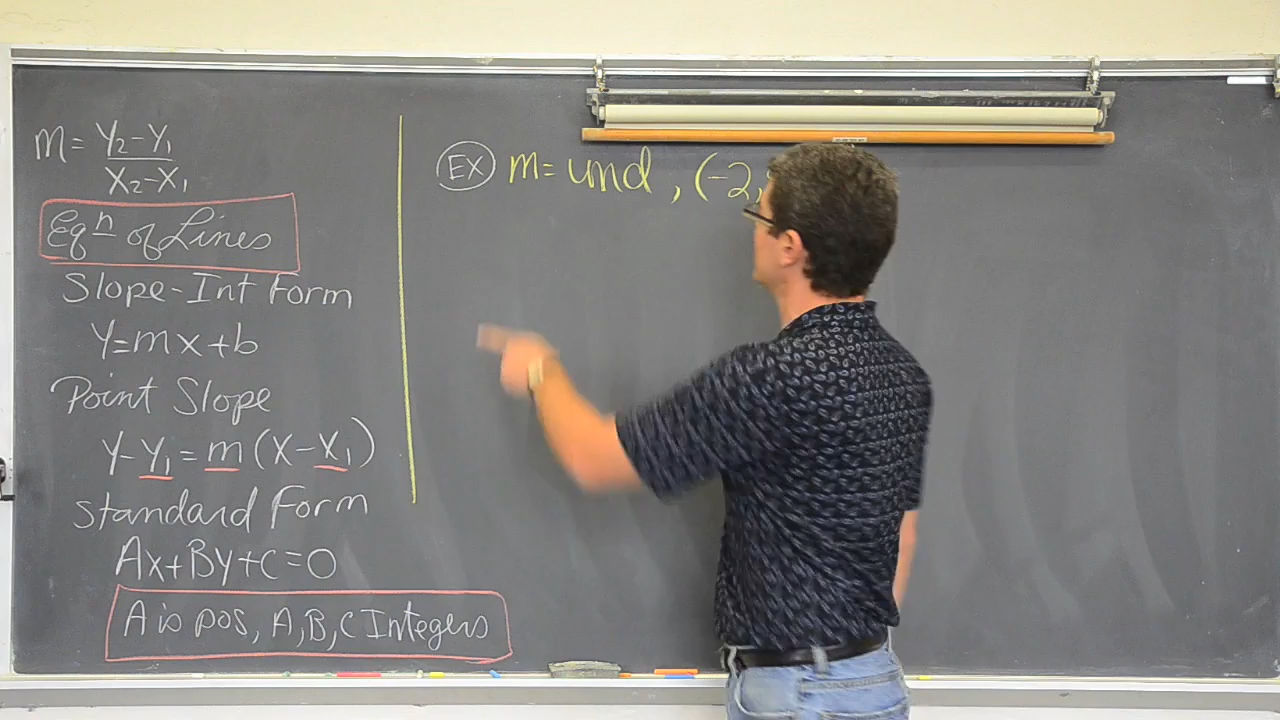 m = Y₂-Y₁ / X₂-X₁
Eqⁿ of Lines
Slope-Int Form
Y=mx+b
Point Slope
Y-Y₁ = m(X-X₁)
Standard Form
Ax+By+C=0
A is pos, A,B,C Integers
EX m= und , (-2,